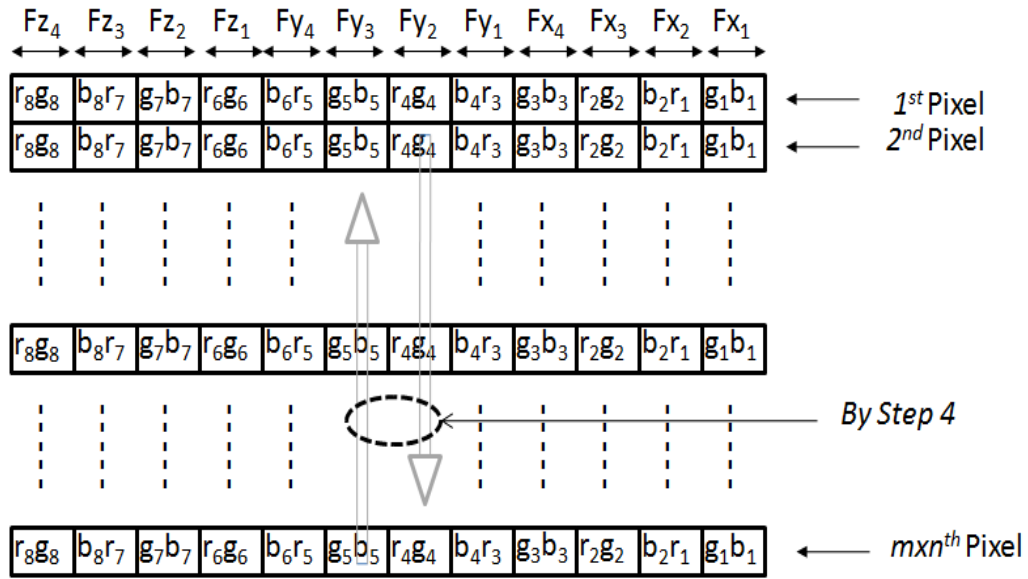 Fz₄ Fz₃ Fz₂ Fz₁ Fy₄ Fy₃ Fy₂ Fy₁ Fx₄ Fx₃ Fx₂ Fx₁
r₈g₈ b₈r₇ g₇b₇ r₆g₆ b₆r₅ g₅b₅ r₄g₄ b₄r₃ g₃b₃ r₂g₂ b₂r₁ g₁b₁ 1ˢᵗ Pixel
r₈g₈ b₈r₇ g₇b₇ r₆g₆ b₆r₅ g₅b₅ r₄g₄ b₄r₃ g₃b₃ r₂g₂ b₂r₁ g₁b₁ 2ⁿᵈ Pixel
r₈g₈ b₈r₇ g₇b₇ r₆g₆ b₆r₅ g₅b₅ r₄g₄ b₄r₃ g₃b₃ r₂g₂ b₂r₁ g₁b₁
By Step 4
r₈g₈ b₈r₇ g₇b₇ r₆g₆ b₆r₅ g₅b₅ r₄g₄ b₄r₃ g₃b₃ r₂g₂ b₂r₁ g₁b₁ mxnᵗʰ Pixel